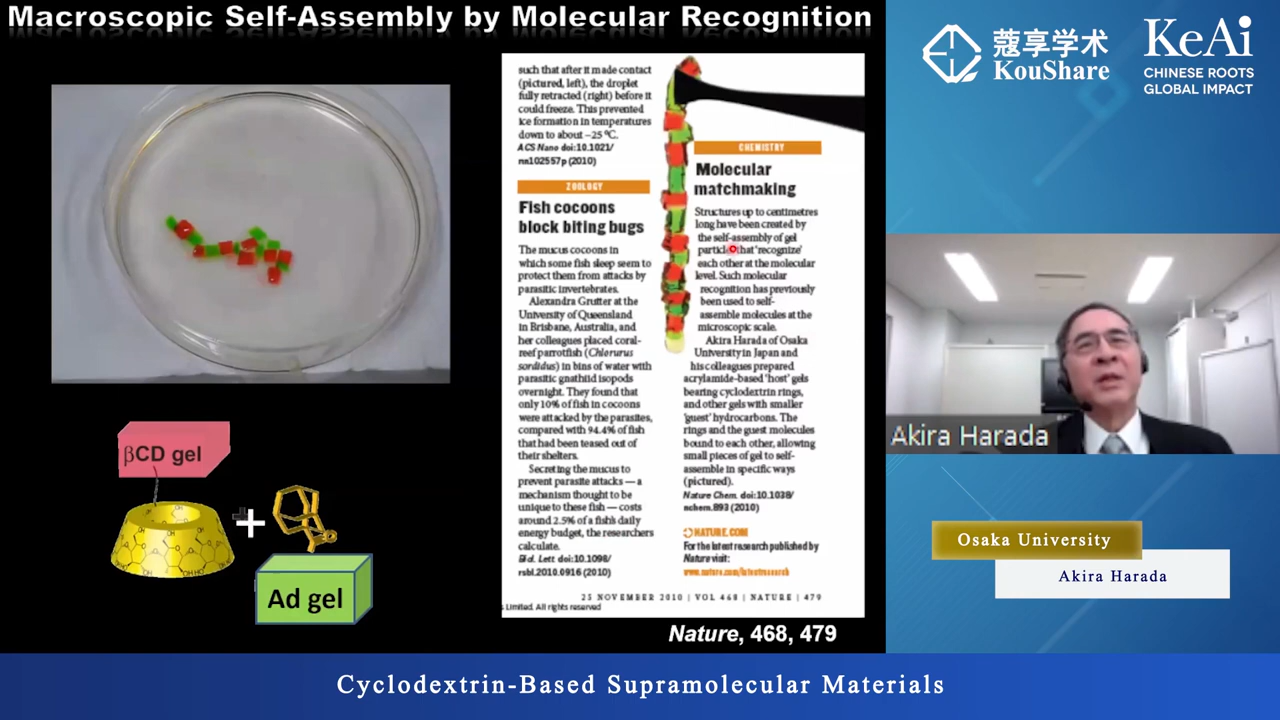 Macroscopic Self-Assembly by Molecular Recognition
such that after it made contact
(pictured, left), the droplet
fully retracted (right) before it
could freeze. This prevented
ice formation in temperatures
down to about −25 °C.
ACS Nano doi:10.1021/
nn102557p (2010)
ZOOLOGY
Fish cocoons
block biting bugs
The mucus cocoons in
which some fish sleep seem to
protect them from attacks by
parasitic invertebrates.
Alexandra Grutter at the
University of Queensland
in Brisbane, Australia, and
her colleagues placed coral-
reef parrotfish (Chlorurus
sordidus) in bins of water with
parasitic gnathiid isopods
overnight. They found that
only 10% of fish in cocoons
were attacked by the parasites,
compared with 94.4% of fish
that had been teased out of
their shelters.
Secreting the mucus to
prevent parasite attacks — a
mechanism thought to be
unique to these fish — costs
around 2.5% of a fish's daily
energy budget, the researchers
calculate.
Biol. Lett. doi:10.1098/
rsbl.2010.0916 (2010)
CHEMISTRY
Molecular
matchmaking
Structures up to centimetres
long have been created by
the self-assembly of gel
that 'recognize'
each other at the molecular
level. Such molecular
recognition has previously
been used to self-
assemble molecules at the
microscopic scale.
Akira Harada of Osaka
University in Japan and
his colleagues prepared
acrylamide-based 'host' gels
bearing cyclodextrin rings,
and other gels with smaller
'guest' hydrocarbons. The
rings and the guest molecules
bound to each other, allowing
small pieces of gel to self-
assemble in specific ways
(pictured).
Nature Chem. doi:10.1038/
nchem.893 (2010)
NATURE.COM
For the latest research published by
Nature visit:
www.nature.com/latestresearch
25 NOVEMBER 2010 | VOL 468 | NATURE | 479
Limited. All rights reserved
Nature, 468, 479
βCD gel
+
Ad gel
蔻享学术
KouShare
KeAi
CHINESE ROOTS
GLOBAL IMPACT
Akira Harada
Osaka University
Akira Harada
Cyclodextrin-Based Supramolecular Materials